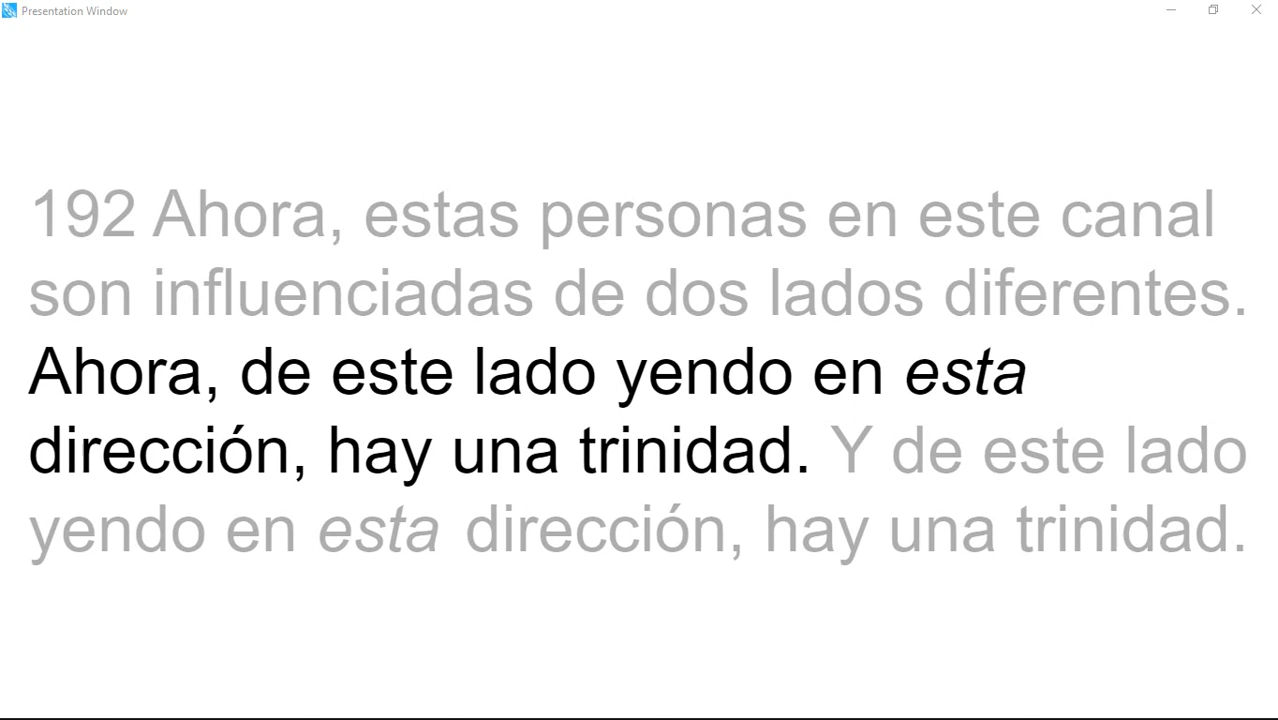 Presentation Window
192 Ahora, estas personas en este canal
son influenciadas de dos lados diferentes.
Ahora, de este lado yendo en esta
dirección, hay una trinidad. Y de este lado
yendo en esta dirección, hay una trinidad.